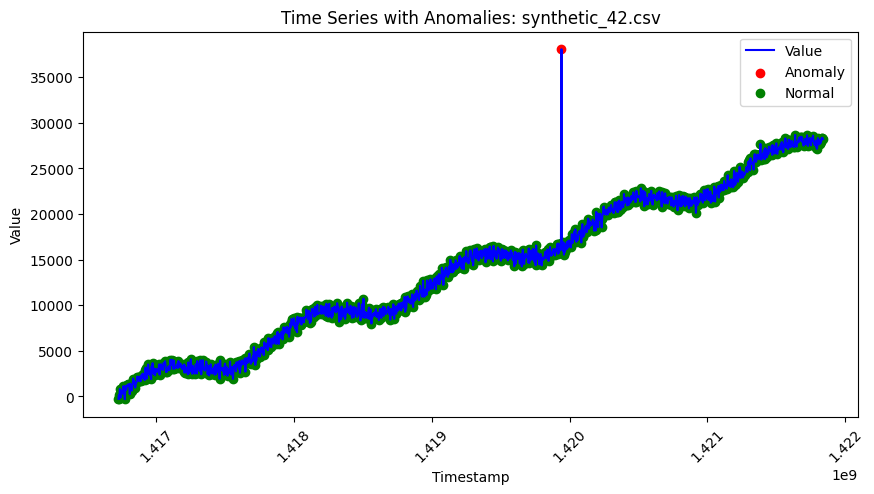 Time Series with Anomalies: synthetic_42.csv
Value
Anomaly
Normal
35000
30000
25000
20000
15000
10000
5000
0
Value
1.417
1.418
1.419
1.420
1.421
1.422
1e9
Timestamp